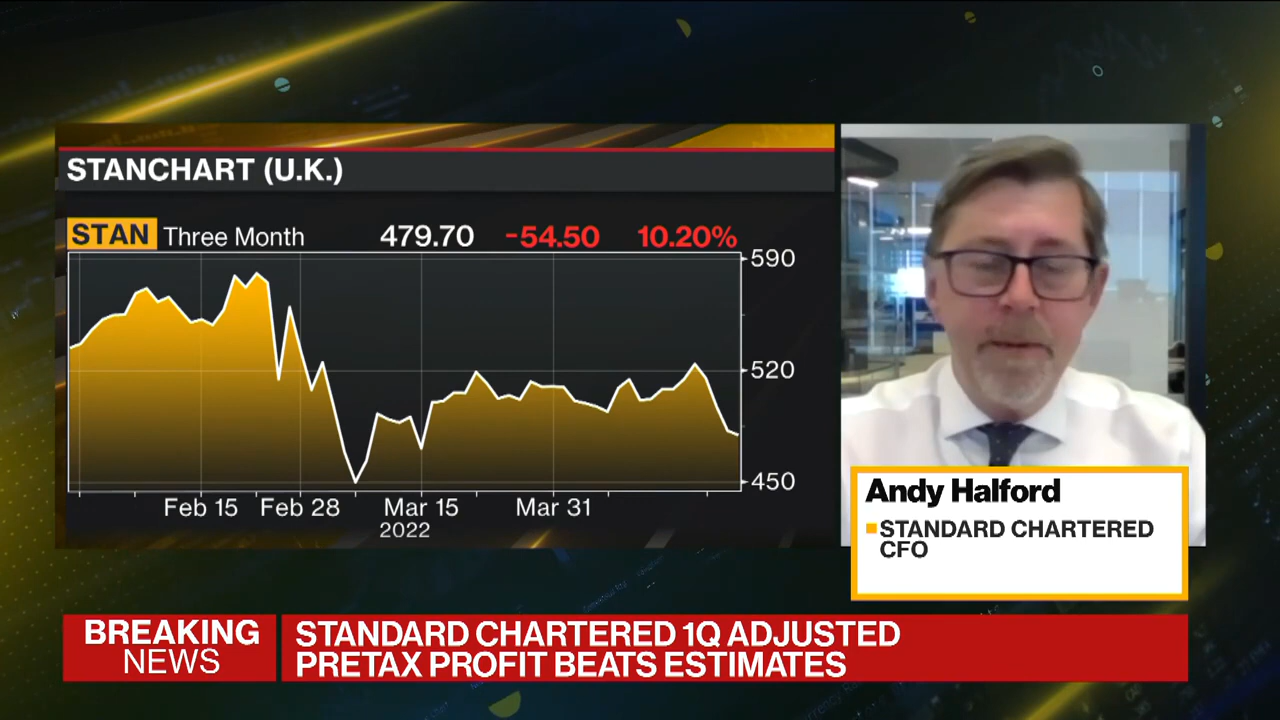 STANCHART (U.K.)
STAN Three Month 479.70 -54.50 10.20%
590
520
450
Feb 15 Feb 28 Mar 15 Mar 31
2022
Andy Halford
STANDARD CHARTERED
CFO
BREAKING
NEWS
STANDARD CHARTERED 1Q ADJUSTED
PRETAX PROFIT BEATS ESTIMATES